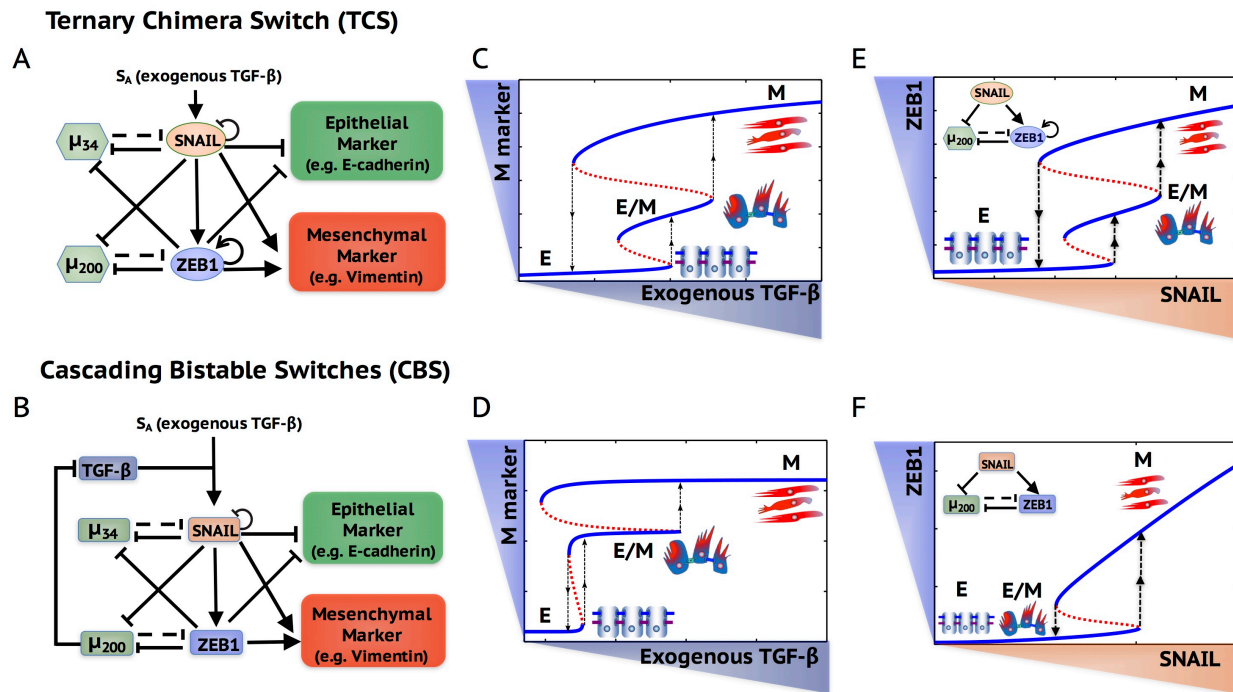 Ternary Chimera Switch (TCS)
A
S_A (exogenous TGF-β)
μ34
SNAIL
Epithelial
Marker
(e.g. E-cadherin)
μ200
ZEB1
Mesenchymal
Marker
(e.g. Vimentin)
C
M marker
M
E/M
E
Exogenous TGF-β
E
ZEB1
SNAIL
μ200
ZEB1
M
E
E/M
SNAIL
Cascading Bistable Switches (CBS)
B
S_A (exogenous TGF-β)
TGF-β
μ34
SNAIL
Epithelial
Marker
(e.g. E-cadherin)
μ200
ZEB1
Mesenchymal
Marker
(e.g. Vimentin)
D
M marker
M
E/M
E
Exogenous TGF-β
F
ZEB1
SNAIL
μ200
ZEB1
M
E
E/M
SNAIL